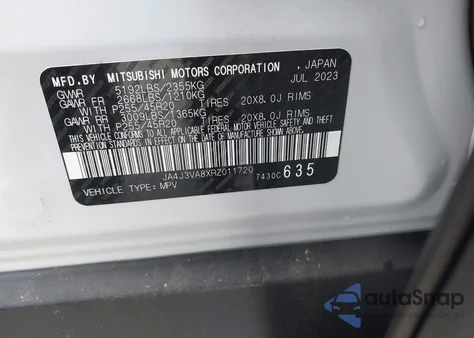 MFD.BY MITSUBISHI MOTORS CORPORATION, JAPAN
GVWR 5192LBS/2355KG JUL 2023
GAWR FR 2668LBS/1210KG
WITH P255/45R20 TIRES 20X8.0J RIMS
GAWR RR 3009LBS/1365KG
WITH P255/45R20 TIRES 20X8.0J RIMS
THIS VEHICLE CONFORMS TO ALL APPLICABLE FEDERAL
MOTOR VEHICLE SAFETY, BUMPER, AND THEFT PREVENTION
STANDARDS IN EFFECT ON THE DATE OF MANUFACTURE
SHOWN ABOVE.
JA4J3VA8XRZ011720 7430C 635
VEHICLE TYPE: MPV
autoSnap